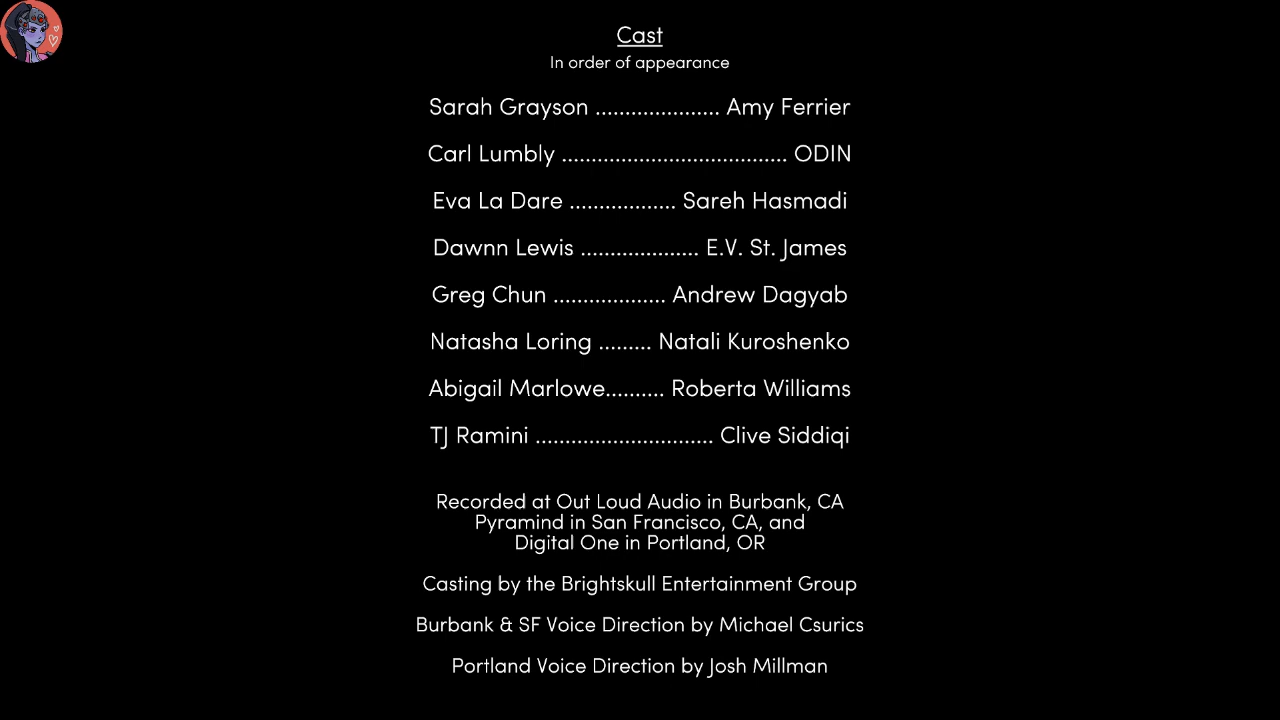 Cast
In order of appearance
Sarah Grayson ..................... Amy Ferrier
Carl Lumbly ...................................... ODIN
Eva La Dare .................. Sareh Hasmadi
Dawnn Lewis .................... E.V. St. James
Greg Chun ................... Andrew Dagyab
Natasha Loring ......... Natali Kuroshenko
Abigail Marlowe.......... Roberta Williams
TJ Ramini .............................. Clive Siddiqi
Recorded at Out Loud Audio in Burbank, CA
Pyramind in San Francisco, CA, and
Digital One in Portland, OR
Casting by the Brightskull Entertainment Group
Burbank & SF Voice Direction by Michael Csurics
Portland Voice Direction by Josh Millman